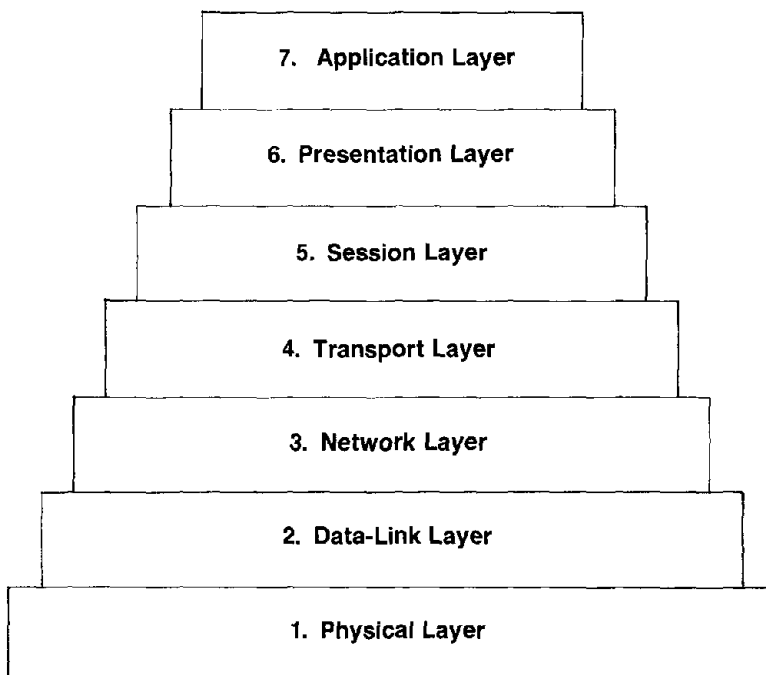 7. Application Layer
6. Presentation Layer
5. Session Layer
4. Transport Layer
3. Network Layer
2. Data-Link Layer
1. Physical Layer